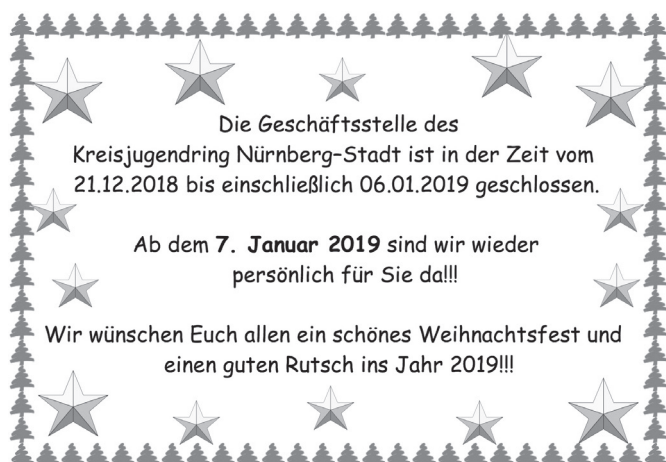 Die Geschäftsstelle des
Kreisjugendring Nürnberg-Stadt ist in der Zeit vom
21.12.2018 bis einschließlich 06.01.2019 geschlossen.
Ab dem 7. Januar 2019 sind wir wieder
persönlich für Sie da!!!
Wir wünschen Euch allen ein schönes Weihnachtsfest und
einen guten Rutsch ins Jahr 2019!!!